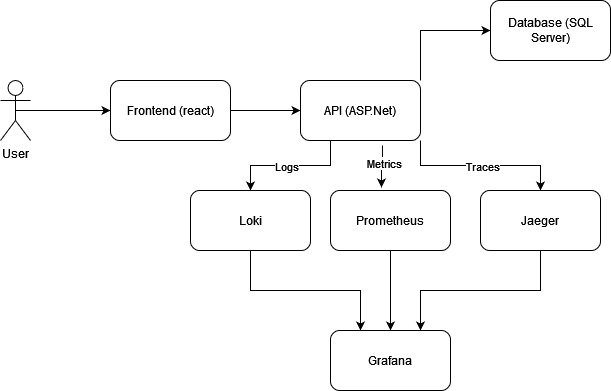 Database (SQL
Server)
Frontend (react)
API (ASP.Net)
User
Logs
Metrics
Traces
Loki
Prometheus
Jaeger
Grafana